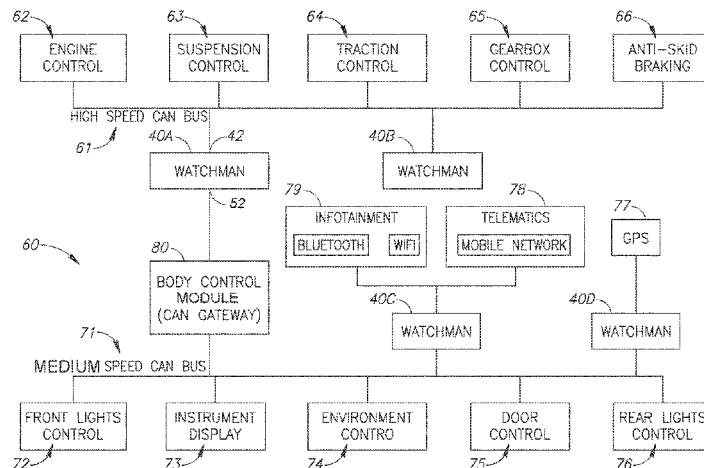 62 63 64 65 66
ENGINE CONTROL
SUSPENSION CONTROL
TRACTION CONTROL
GEARBOX CONTROL
ANTI-SKID BRAKING
HIGH SPEED CAN BUS
61
40A 42
WATCHMAN
52
40B
WATCHMAN
79
INFOTAINMENT
BLUETOOTH WIFI
78
TELEMATICS
MOBILE NETWORK
77
GPS
60
80
BODY CONTROL
MODULE
(CAN GATEWAY)
40C
WATCHMAN
40D
WATCHMAN
71
MEDIUM SPEED CAN BUS
FRONT LIGHTS CONTROL
INSTRUMENT DISPLAY
ENVIRONMENT CONTRO
DOOR CONTROL
REAR LIGHTS CONTROL
72 73 74 75 76